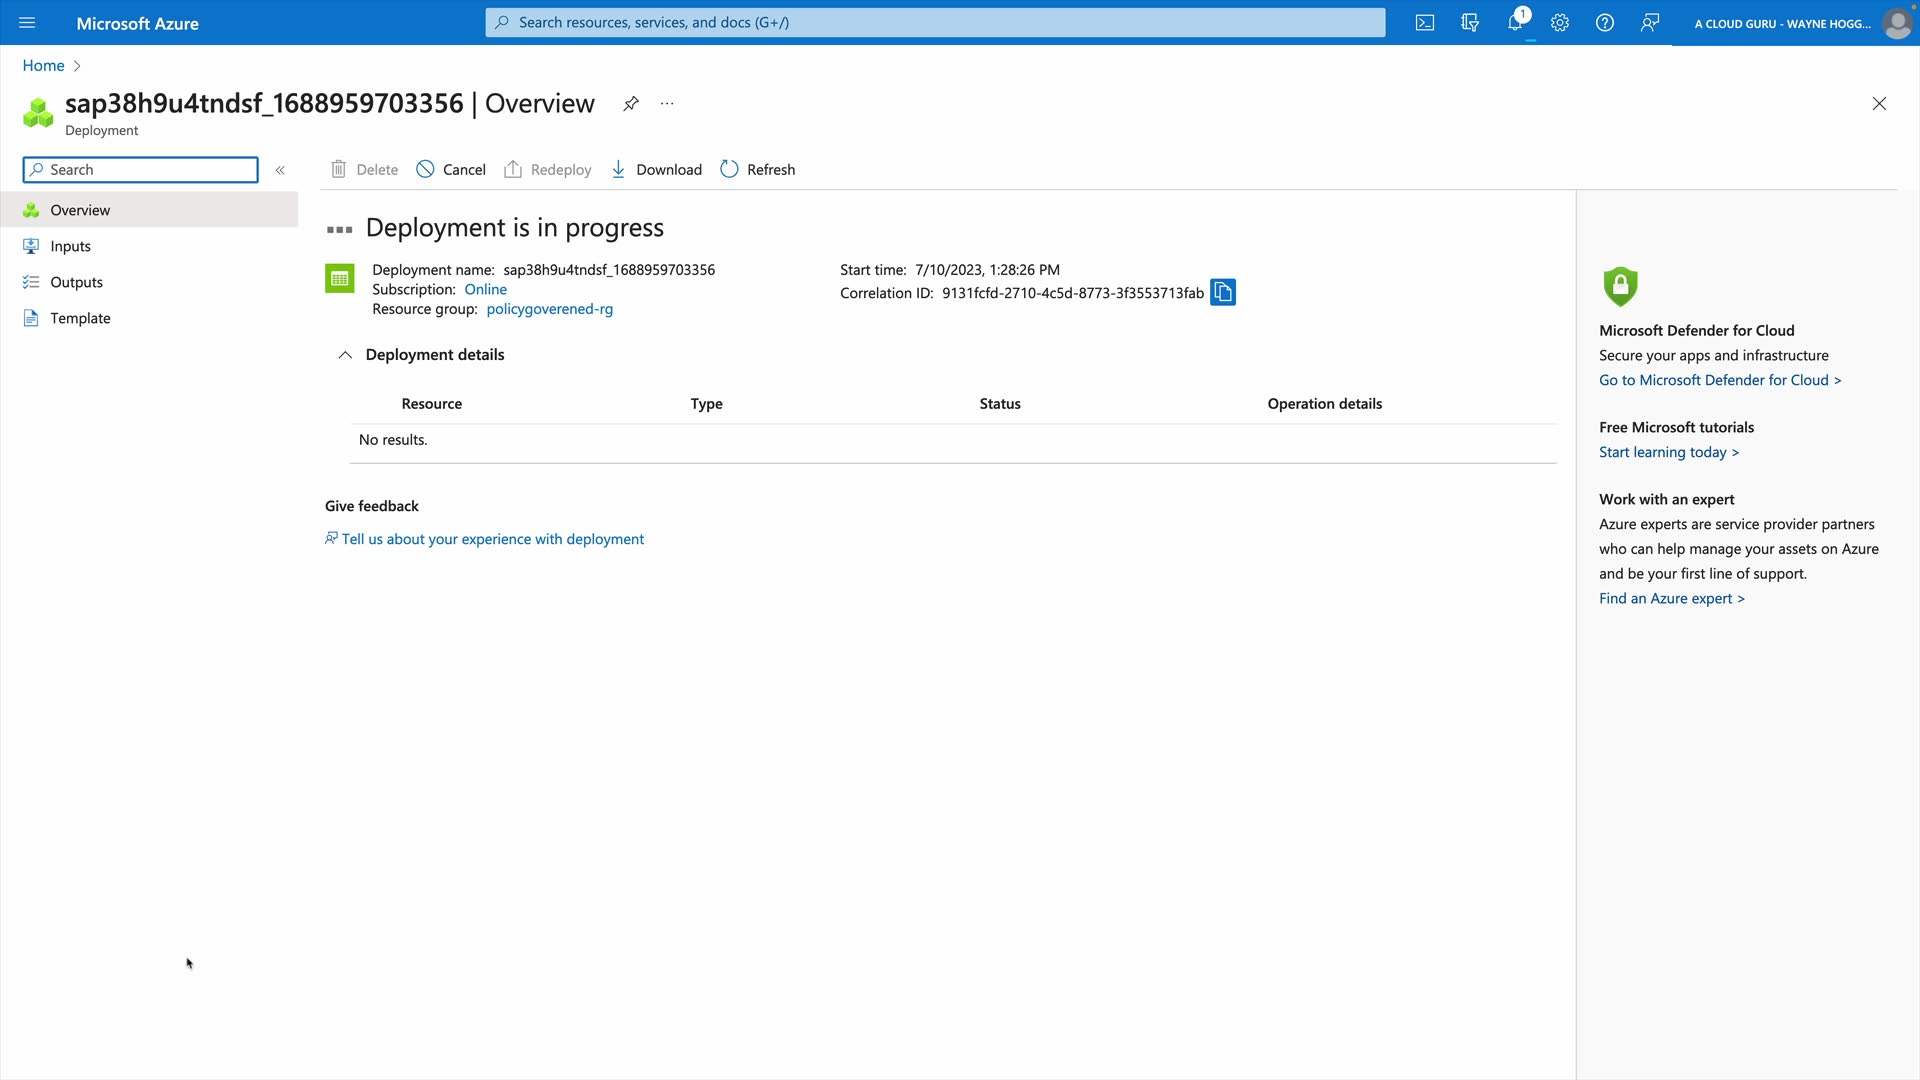 Microsoft Azure
Search resources, services, and docs (G+/)
1
A CLOUD GURU - WAYNE HOGG...
Home
sap38h9u4tndsf_1688959703356 | Overview
Deployment
Search
Delete
Cancel
Redeploy
Download
Refresh
Overview
Inputs
Outputs
Template
Deployment is in progress
Deployment name: sap38h9u4tndsf_1688959703356
Subscription: Online
Resource group: policygoverened-rg
Start time: 7/10/2023, 1:28:26 PM
Correlation ID: 9131fcfd-2710-4c5d-8773-3f3553713fab
Deployment details
Resource Type Status Operation details
No results.
Give feedback
Tell us about your experience with deployment
Microsoft Defender for Cloud
Secure your apps and infrastructure
Go to Microsoft Defender for Cloud >
Free Microsoft tutorials
Start learning today >
Work with an expert
Azure experts are service provider partners
who can help manage your assets on Azure
and be your first line of support.
Find an Azure expert >